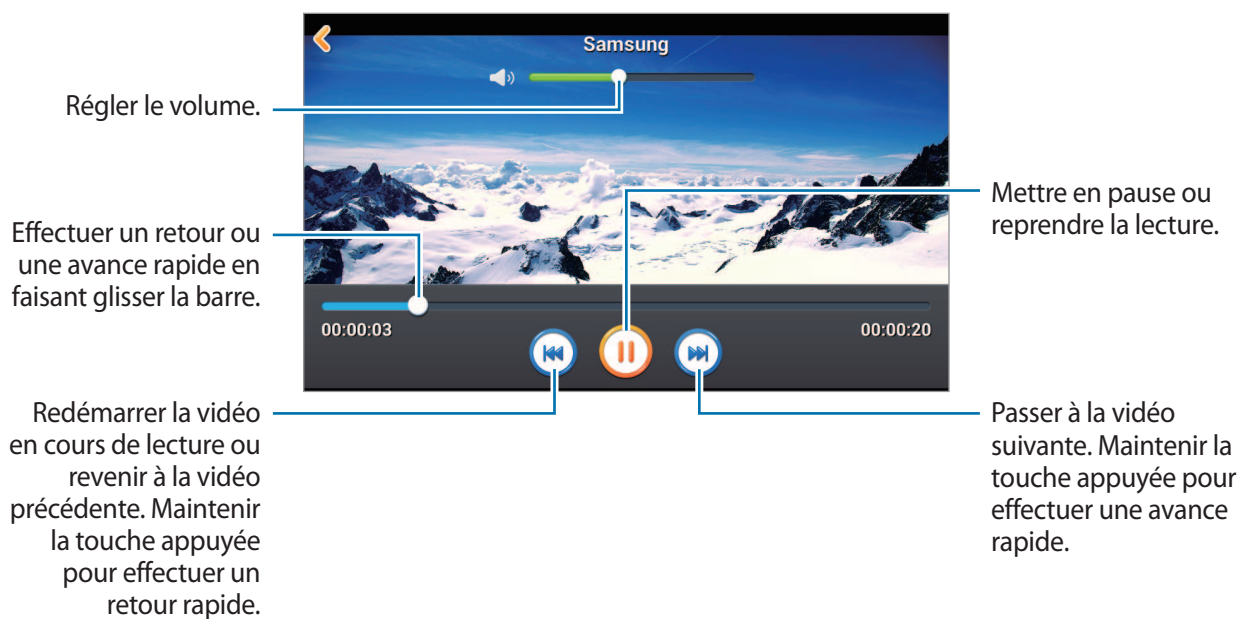 Samsung
Régler le volume.
Mettre en pause ou
reprendre la lecture.
Effectuer un retour ou
une avance rapide en
faisant glisser la barre.
00:00:03
00:00:20
Redémarrer la vidéo
en cours de lecture ou
revenir à la vidéo
précédente. Maintenir
la touche appuyée
pour effectuer un
retour rapide.
Passer à la vidéo
suivante. Maintenir la
touche appuyée pour
effectuer une avance
rapide.